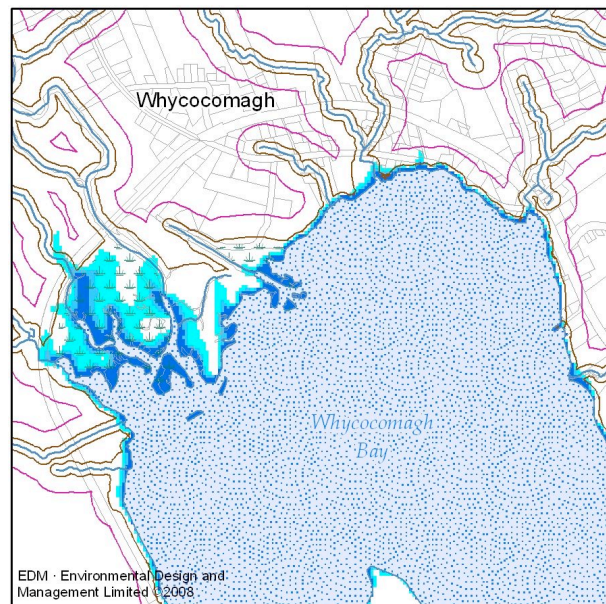 Whycocomagh
Whycocomagh
Bay
EDM · Environmental Design and
Management Limited ©2008